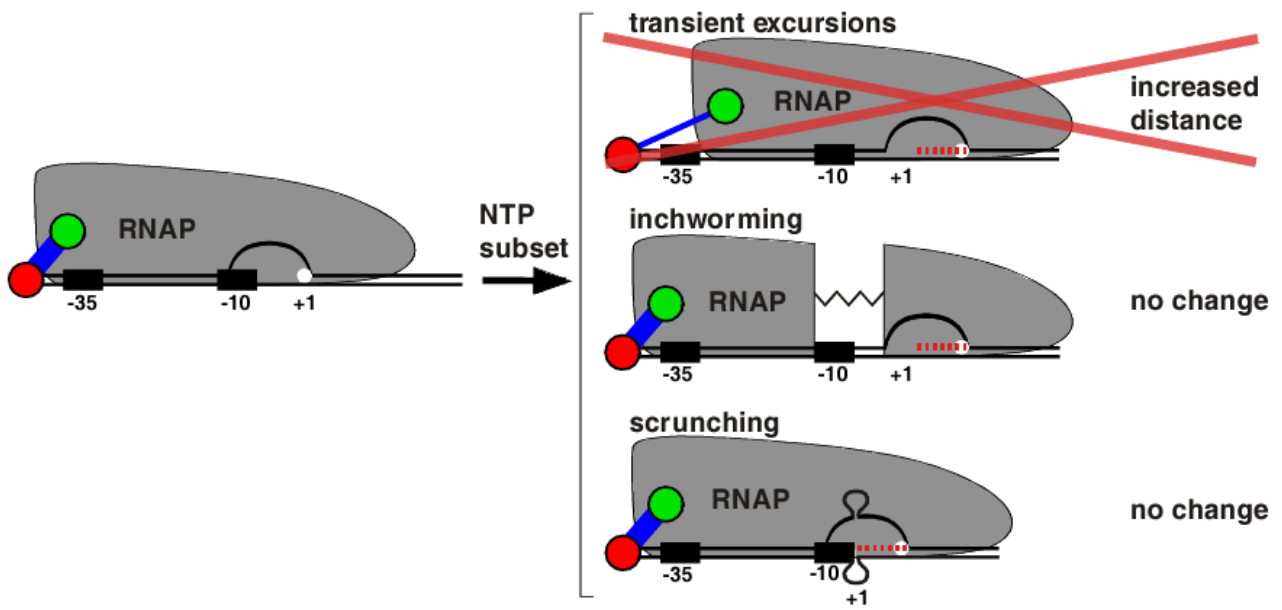 transient excursions
RNAP
increased
distance
-35
-10
+1
RNAP
-35
-10
+1
NTP
subset
inchworming
RNAP
no change
-35
-10
+1
scrunching
RNAP
no change
-35
-10
+1